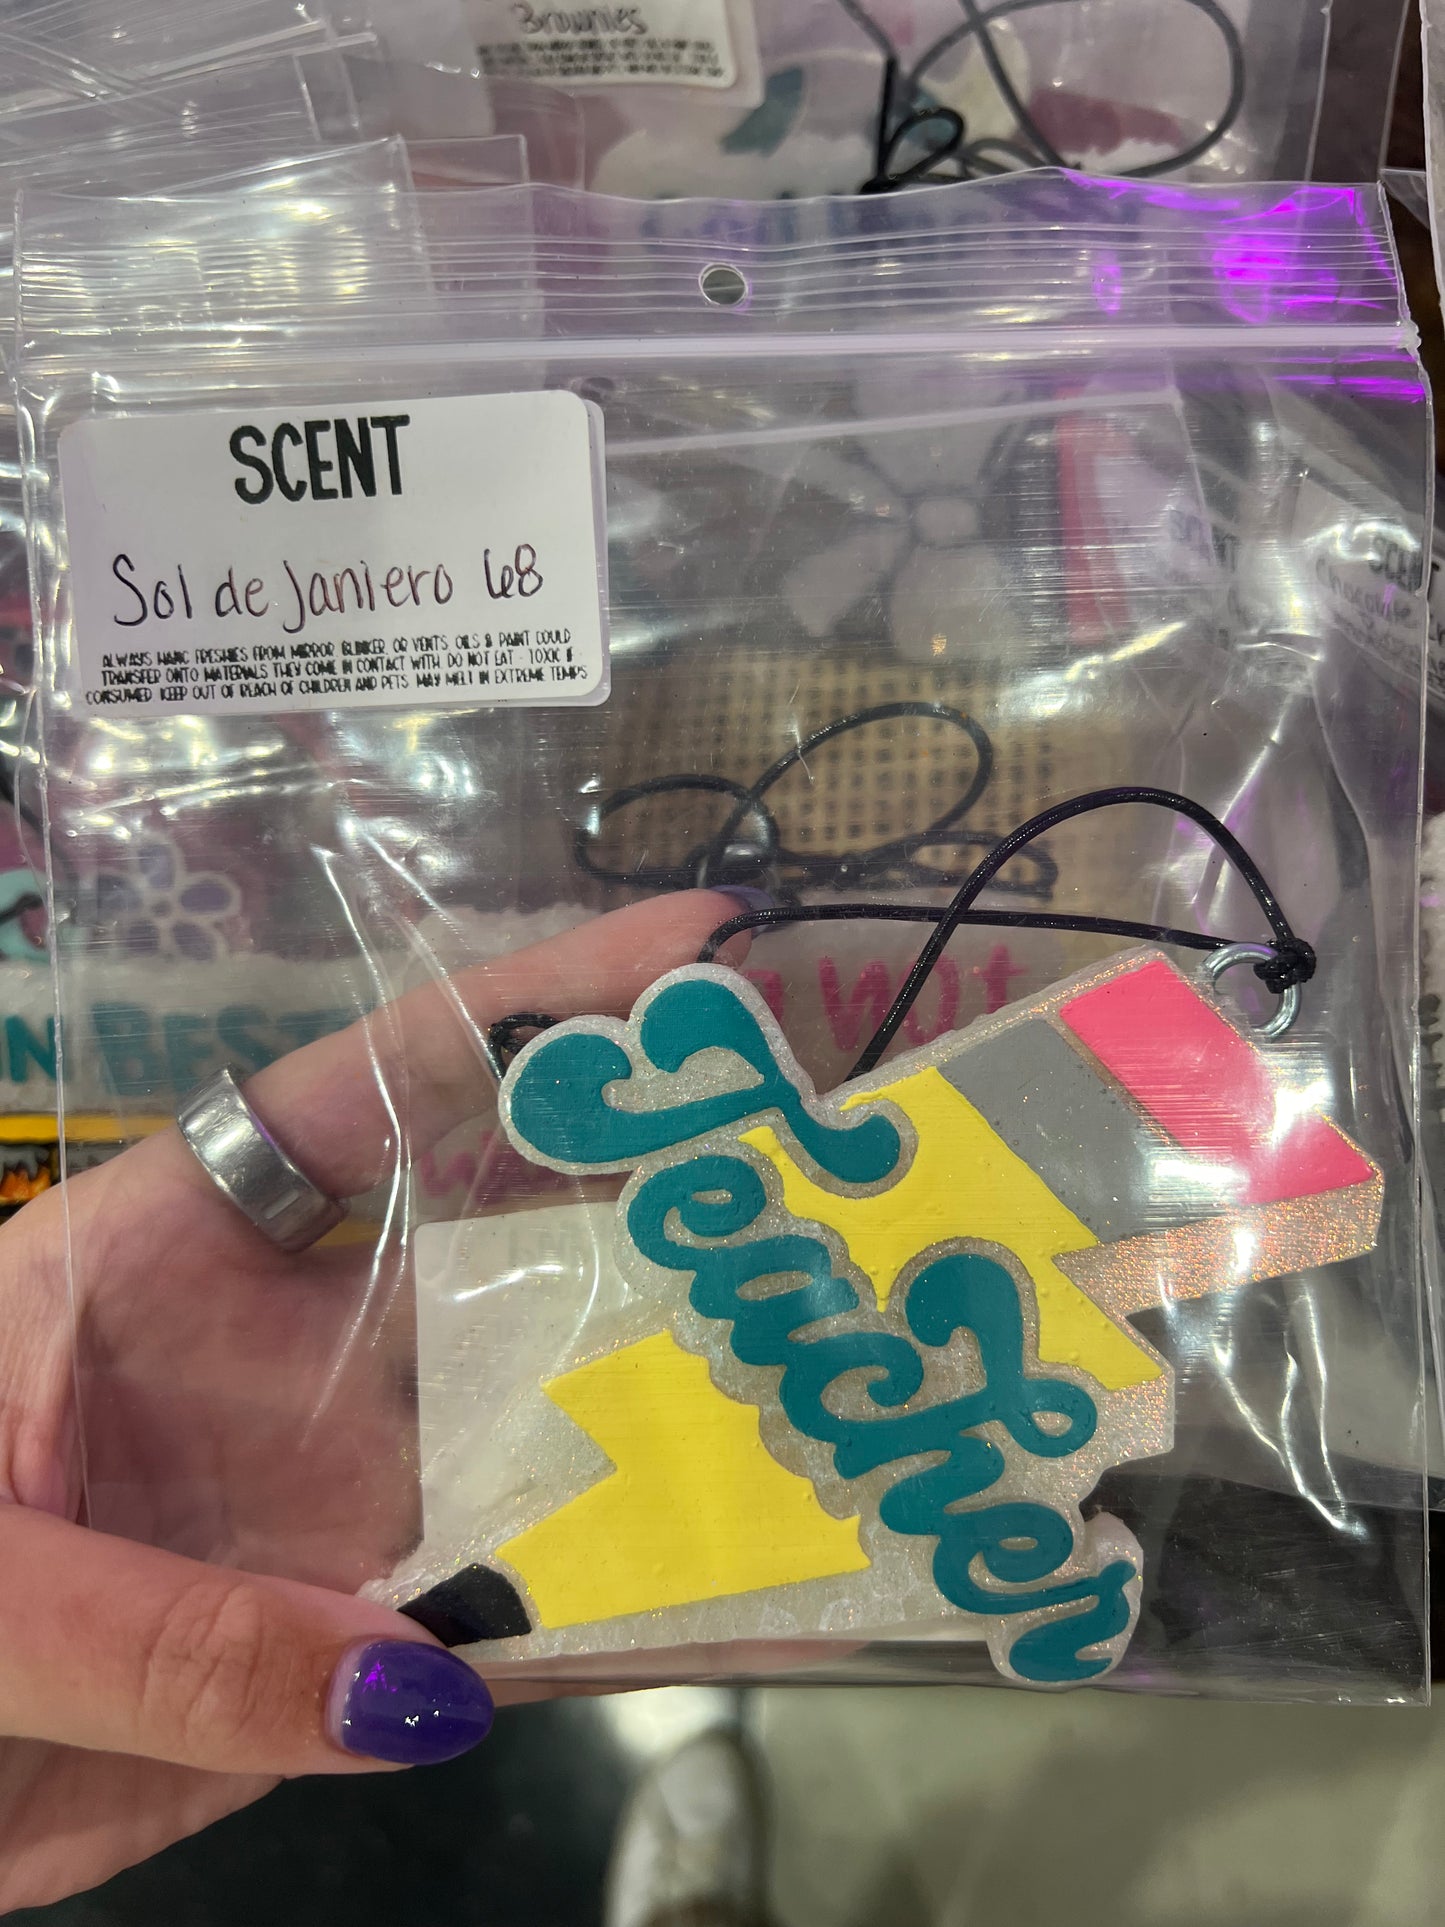 Brownies
SCENT
Sol de Janiero 68
ALWAYS HANG FRESHIES FROM MIRROR, BLINKER, OR VENTS. OILS & PAINT COULD
TRANSFER ONTO MATERIALS THEY COME IN CONTACT WITH. DO NOT EAT - TOXIC IF
CONSUMED. KEEP OUT OF REACH OF CHILDREN AND PETS. MAY MELT IN EXTREME TEMPS
SCENT
Teacher
BEST